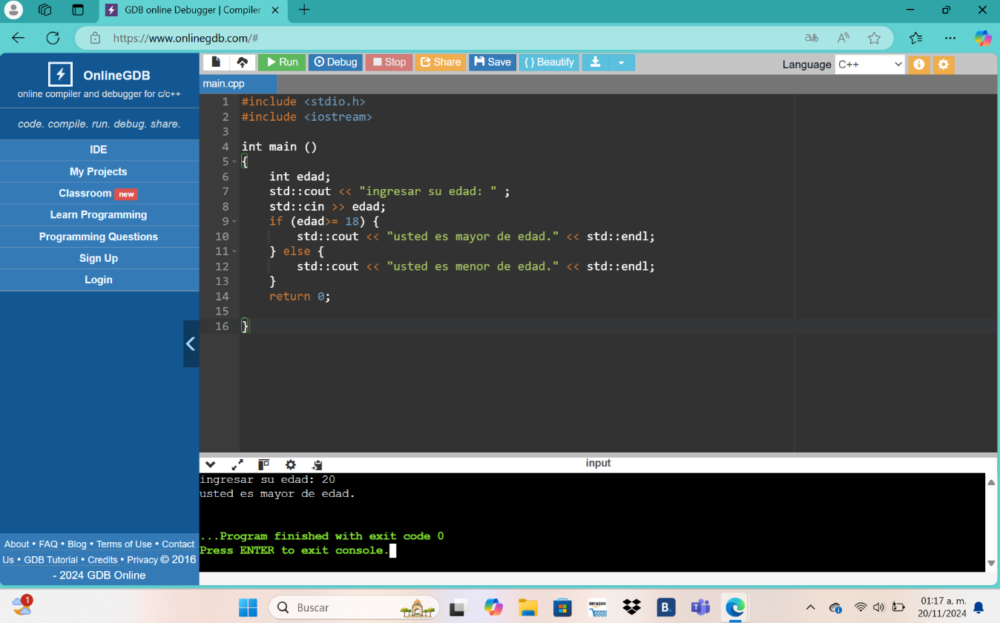 GDB online Debugger | Compiler
https://www.onlinegdb.com/#
OnlineGDB
online compiler and debugger for c/c++
code. compile. run. debug. share.
IDE
My Projects
Classroom new
Learn Programming
Programming Questions
Sign Up
Login
About • FAQ • Blog • Terms of Use • Contact
Us • GDB Tutorial • Credits • Privacy © 2016
- 2024 GDB Online
Run Debug Stop Share Save { } Beautify
Language C++
main.cpp
1 #include <stdio.h>
2 #include <iostream>
3
4 int main ()
5 {
6 int edad;
7 std::cout << "ingresar su edad: " ;
8 std::cin >> edad;
9 if (edad>= 18) {
10 std::cout << "usted es mayor de edad." << std::endl;
11 } else {
12 std::cout << "usted es menor de edad." << std::endl;
13 }
14 return 0;
15
16 }
input
ingresar su edad: 20
usted es mayor de edad.
...Program finished with exit code 0
Press ENTER to exit console.
1
Buscar
amazon
B.
T
01:17 a. m.
20/11/2024